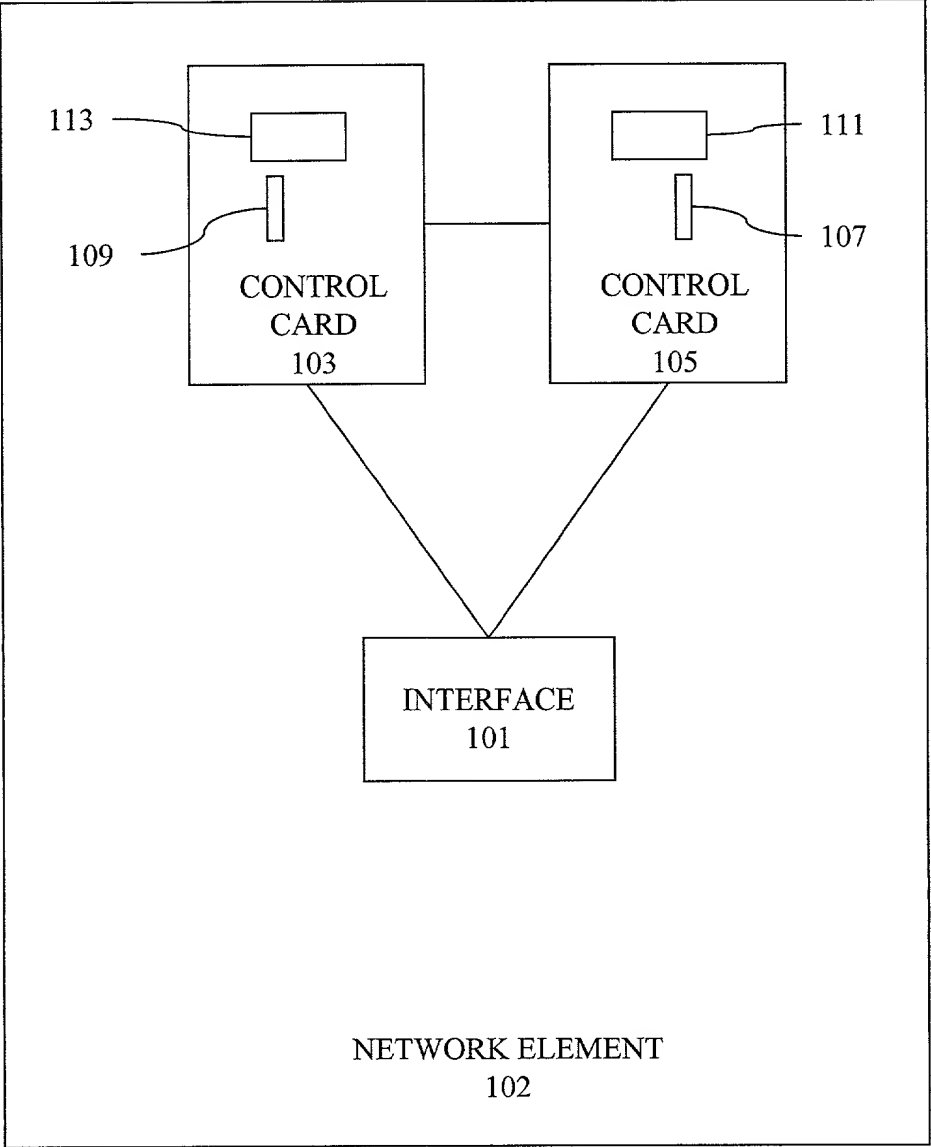 113
111
109
107
CONTROL
CARD
103
CONTROL
CARD
105
INTERFACE
101
NETWORK ELEMENT
102